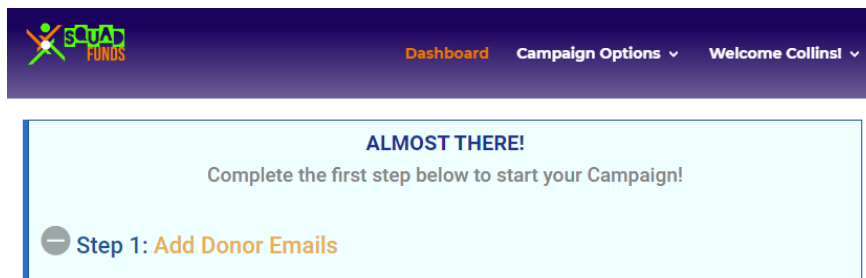 SQUAD
FUNDS
Dashboard Campaign Options Welcome Collins!
ALMOST THERE!
Complete the first step below to start your Campaign!
Step 1: Add Donor Emails